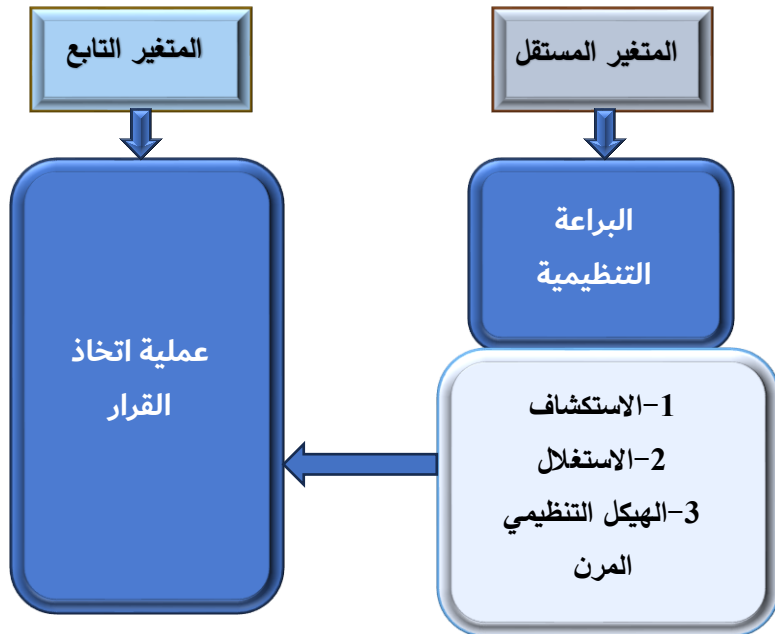 المتغير المستقل
البراعة
التنظيمية
1-الاستكشاف
2-الاستغلال
3-الهيكل التنظيمي
المرن
المتغير التابع
عملية اتخاذ
القرار